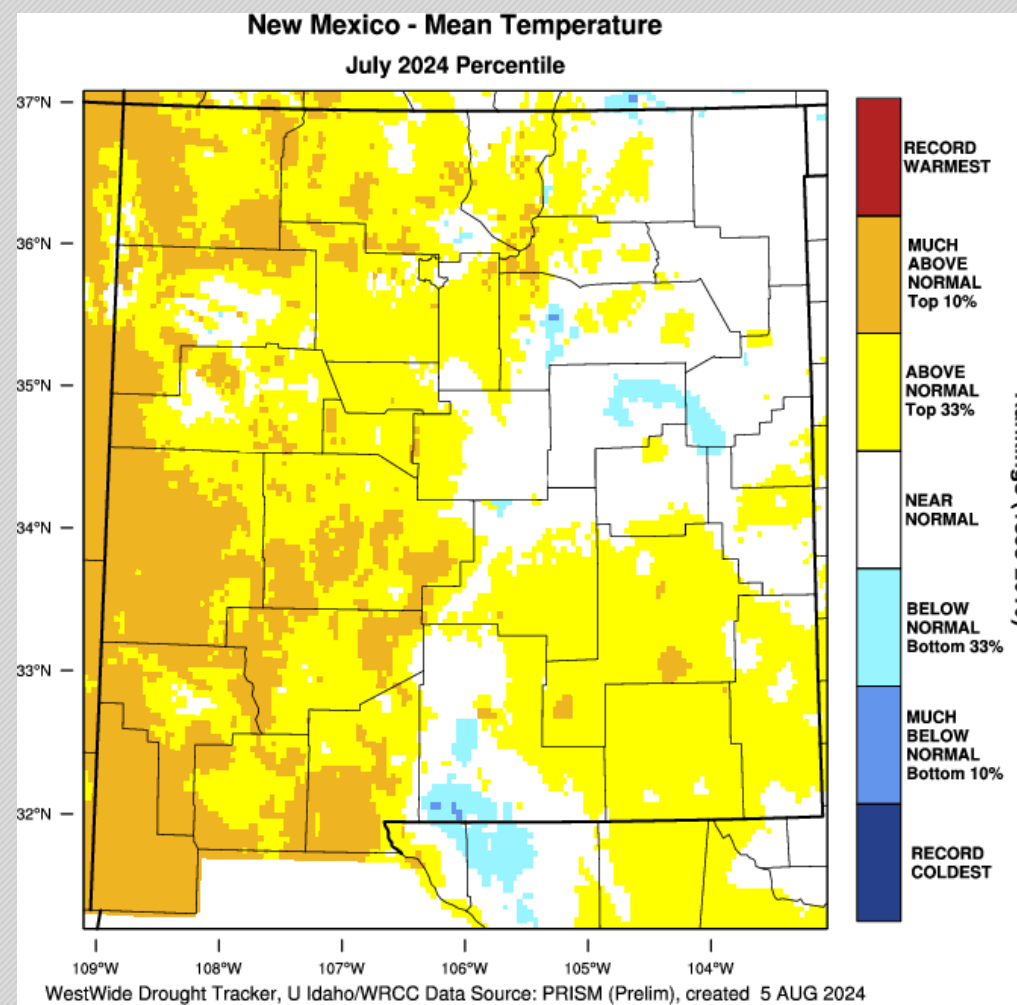 New Mexico - Mean Temperature
July 2024 Percentile
37°N
36°N
35°N
34°N
33°N
32°N
109°W
108°W
107°W
106°W
105°W
104°W
RECORD
WARMEST
MUCH
ABOVE
NORMAL
Top 10%
ABOVE
NORMAL
Top 33%
NEAR
NORMAL
BELOW
NORMAL
Bottom 33%
MUCH
BELOW
NORMAL
Bottom 10%
RECORD
COLDEST
WestWide Drought Tracker, U Idaho/WRCC Data Source: PRISM (Prelim), created 5 AUG 2024